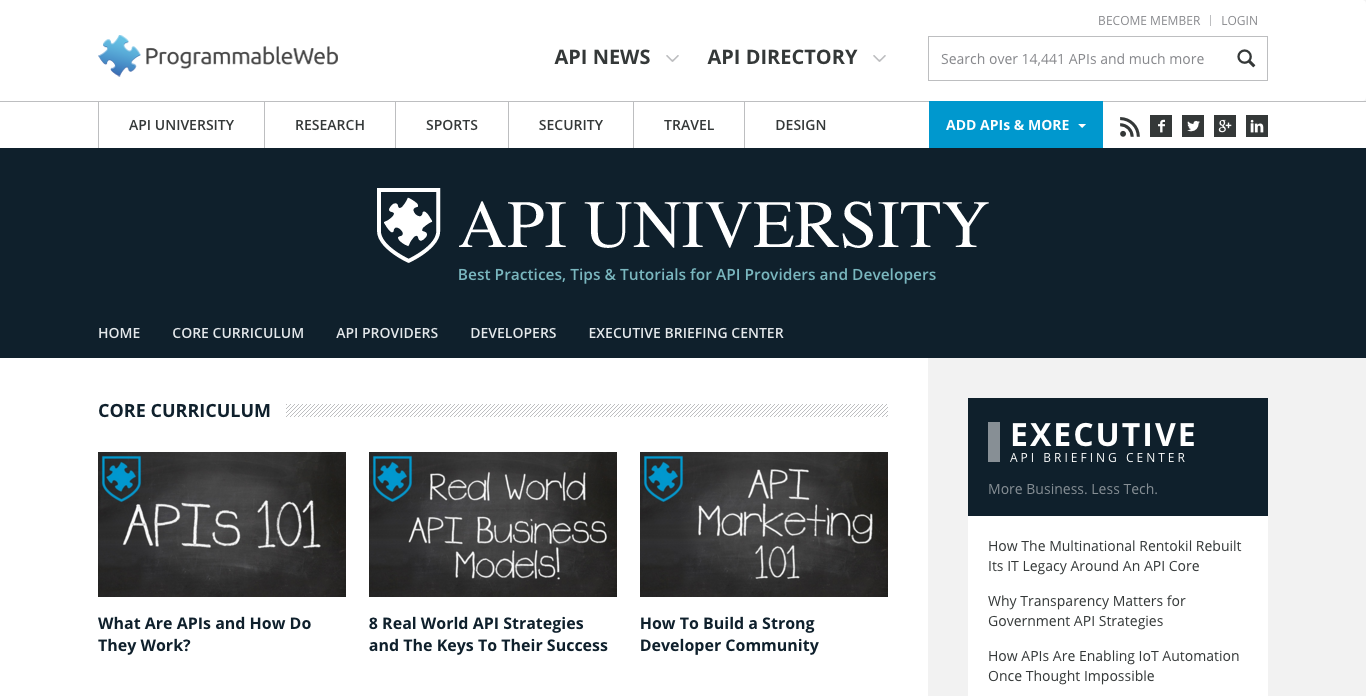 BECOME MEMBER | LOGIN
ProgrammableWeb
API NEWS
API DIRECTORY
Search over 14,441 APIs and much more
API UNIVERSITY
RESEARCH
SPORTS
SECURITY
TRAVEL
DESIGN
ADD APIs & MORE
API UNIVERSITY
Best Practices, Tips & Tutorials for API Providers and Developers
HOME
CORE CURRICULUM
API PROVIDERS
DEVELOPERS
EXECUTIVE BRIEFING CENTER
CORE CURRICULUM
APIs 101
What Are APIs and How Do
They Work?
Real World
API Business
Models!
8 Real World API Strategies
and The Keys To Their Success
API
Marketing
101
How To Build a Strong
Developer Community
EXECUTIVE
API BRIEFING CENTER
More Business. Less Tech.
How The Multinational Rentokil Rebuilt
Its IT Legacy Around An API Core
Why Transparency Matters for
Government API Strategies
How APIs Are Enabling IoT Automation
Once Thought Impossible